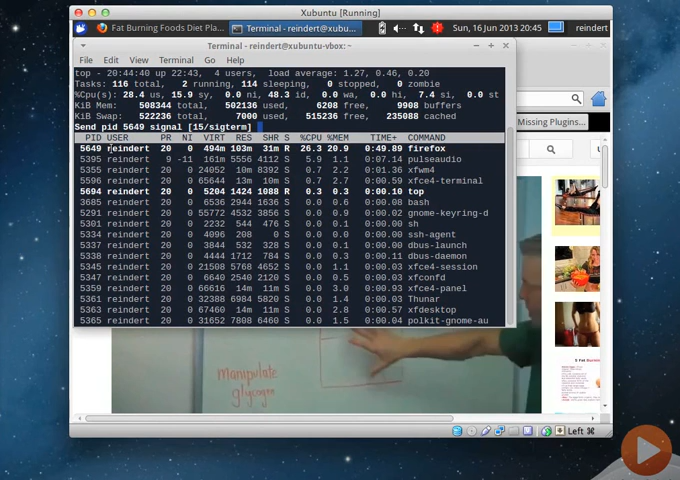 Xubuntu [Running]
Fat Burning Foods Diet Pla...
Terminal - reindert@xubu...
Sun, 16 Jun 2013 20:45
reindert
Terminal - reindert@xubuntu-vbox: ~
File Edit View Terminal Go Help
top - 20:44:40 up 22:43, 4 users, load average: 1.27, 0.46, 0.20
Tasks: 116 total, 2 running, 114 sleeping, 0 stopped, 0 zombie
%Cpu(s): 28.4 us, 15.9 sy, 0.0 ni, 48.3 id, 0.0 wa, 0.0 hi, 7.4 si, 0.0 st
KiB Mem: 508344 total, 502136 used, 6208 free, 9908 buffers
KiB Swap: 522236 total, 7000 used, 515236 free, 235088 cached
Send pid 5649 signal [15/sigterm]
PID USER PR NI VIRT RES SHR S %CPU %MEM TIME+ COMMAND
5649 reindert 20 0 494m 103m 31m R 26.3 20.9 0:49.89 firefox
5395 reindert 9 -11 161m 5556 4112 S 5.9 1.1 0:07.14 pulseaudio
5355 reindert 20 0 24052 10m 8392 S 0.7 2.2 0:01.36 xfwm4
5596 reindert 20 0 65644 13m 10m S 0.7 2.7 0:00.59 xfce4-terminal
5694 reindert 20 0 5204 1424 1088 R 0.3 0.3 0:00.10 top
3685 reindert 20 0 6536 2944 1636 S 0.0 0.6 0:00.08 bash
5291 reindert 20 0 55772 4532 3856 S 0.0 0.9 0:00.02 gnome-keyring-d
5301 reindert 20 0 2232 544 476 S 0.0 0.1 0:00.00 sh
5334 reindert 20 0 4096 208 0 S 0.0 0.0 0:00.00 ssh-agent
5337 reindert 20 0 3844 532 328 S 0.0 0.1 0:00.00 dbus-launch
5338 reindert 20 0 4444 1712 784 S 0.0 0.3 0:00.11 dbus-daemon
5345 reindert 20 0 21508 5768 4652 S 0.0 1.1 0:00.03 xfce4-session
5347 reindert 20 0 6640 2540 2120 S 0.0 0.5 0:00.06 xfconfd
5359 reindert 20 0 66616 14m 11m S 0.0 3.0 0:00.93 xfce4-panel
5361 reindert 20 0 32388 6984 5820 S 0.0 1.4 0:00.03 Thunar
5363 reindert 20 0 67460 14m 11m S 0.0 2.8 0:00.57 xfdesktop
5365 reindert 20 0 31652 7808 6460 S 0.0 1.5 0:00.04 polkit-gnome-au
Missing Plugins...
manipulate
glycogen
Left ⌘